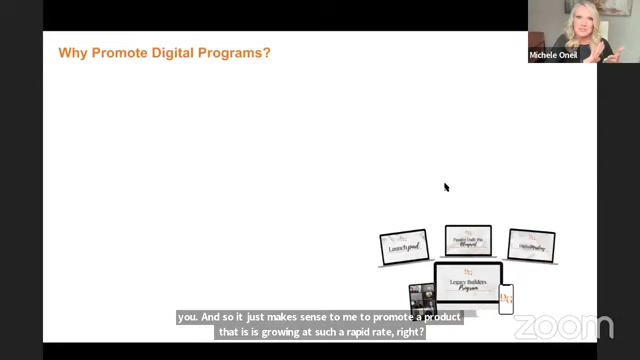 Why Promote Digital Programs?
Michele Oneil
Launchpad
Legacy Builders
Program
DG
you. And so it just makes sense to me to promote a product
that is is growing at such a rapid rate, right?
zoom